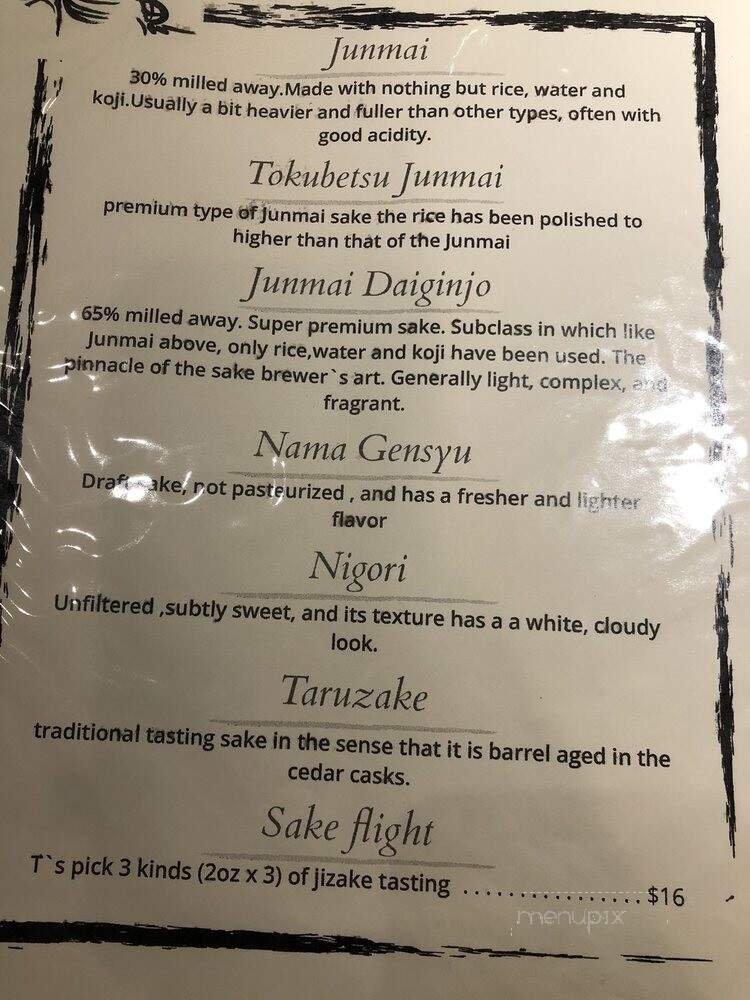 Junmai
30% milled away.Made with nothing but rice, water and
koji.Usually a bit heavier and fuller than other types, often with
good acidity.
Tokubetsu Junmai
premium type of Junmai sake the rice has been polished to
higher than that of the Junmai
Junmai Daiginjo
65% milled away. Super premium sake. Subclass in which like
Junmai above, only rice,water and koji have been used. The
pinnacle of the sake brewer`s art. Generally light, complex, and
fragrant.
Nama Gensyu
Draft sake, not pasteurized , and has a fresher and lighter
flavor
Nigori
Unfiltered ,subtly sweet, and its texture has a a white, cloudy
look.
Taruzake
traditional tasting sake in the sense that it is barrel aged in the
cedar casks.
Sake flight
T`s pick 3 kinds (2oz x 3) of Jizake tasting ................ $16
menupix